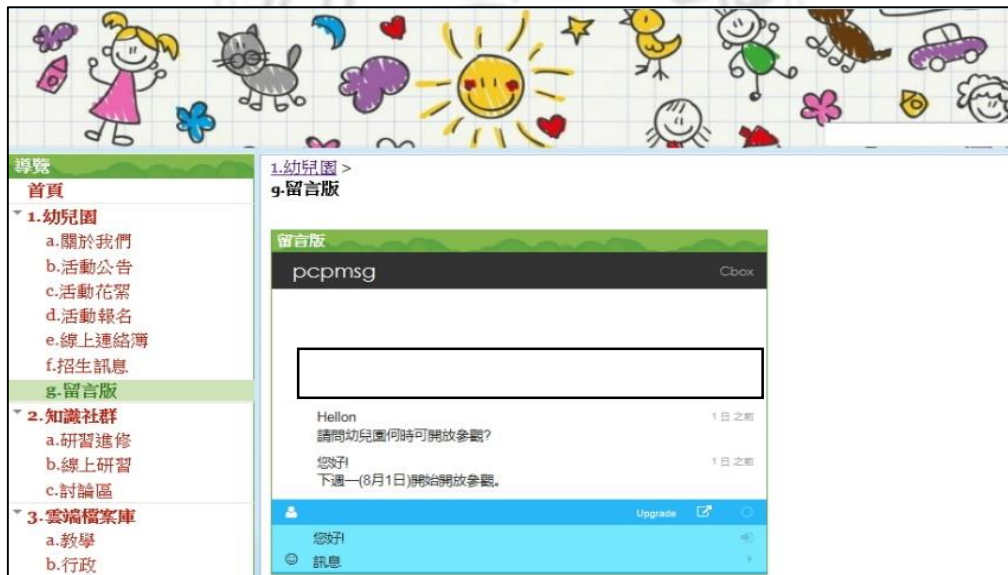 導覽
首頁
1.幼兒園
a.關於我們
b.活動公告
c.活動花絮
d.活動報名
e.線上連絡簿
f.招生訊息
g.留言版
2.知識社群
a.研習進修
b.線上研習
c.討論區
3.雲端檔案庫
a.教學
b.行政
1.幼兒園 >
g.留言版
留言版
pcpmsg Cbox
Hellon 1 日 之前
請問幼兒園何時可開放參觀?
您好! 1 日 之前
下週一(8月1日)開始開放參觀。
Upgrade
您好!
訊息